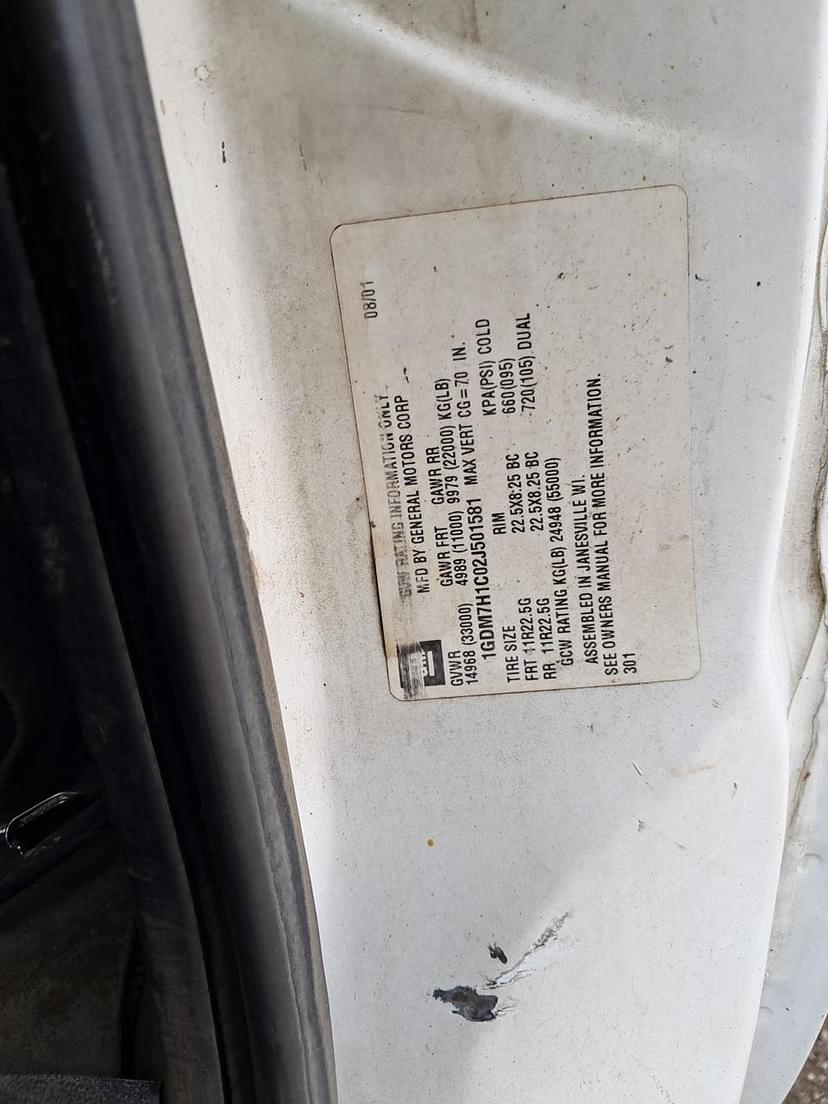 08/01
GCW RATING INFORMATION ONLY
MFD BY GENERAL MOTORS CORP
GVWR GAWR FRT GAWR RR
14968 (33000) 4989 (11000) 9979 (22000) KG(LB)
1GDM7H1C02J501581 MAX VERT CG=70 IN.
TIRE SIZE RIM KPA(PSI) COLD
FRT 11R22.5G 22.5X8.25 BC 660(095)
RR 11R22.5G 22.5X8.25 BC 720(105) DUAL
GCW RATING KG(LB) 24948 (55000)
ASSEMBLED IN JANESVILLE WI.
SEE OWNERS MANUAL FOR MORE INFORMATION.
301